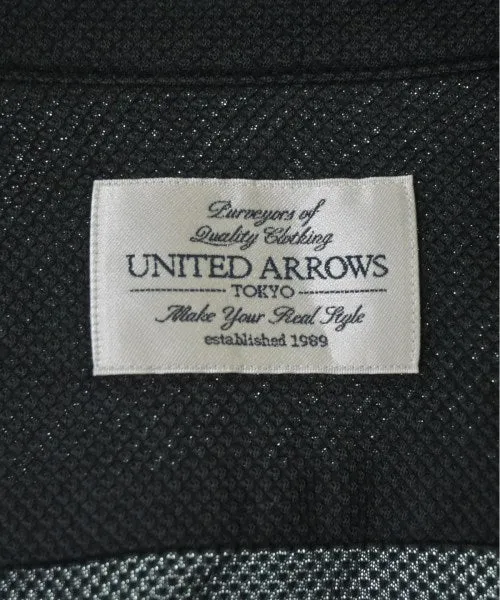 Purveyors of
Quality Clothing
UNITED ARROWS
TOKYO
Make Your Real Style
established 1989